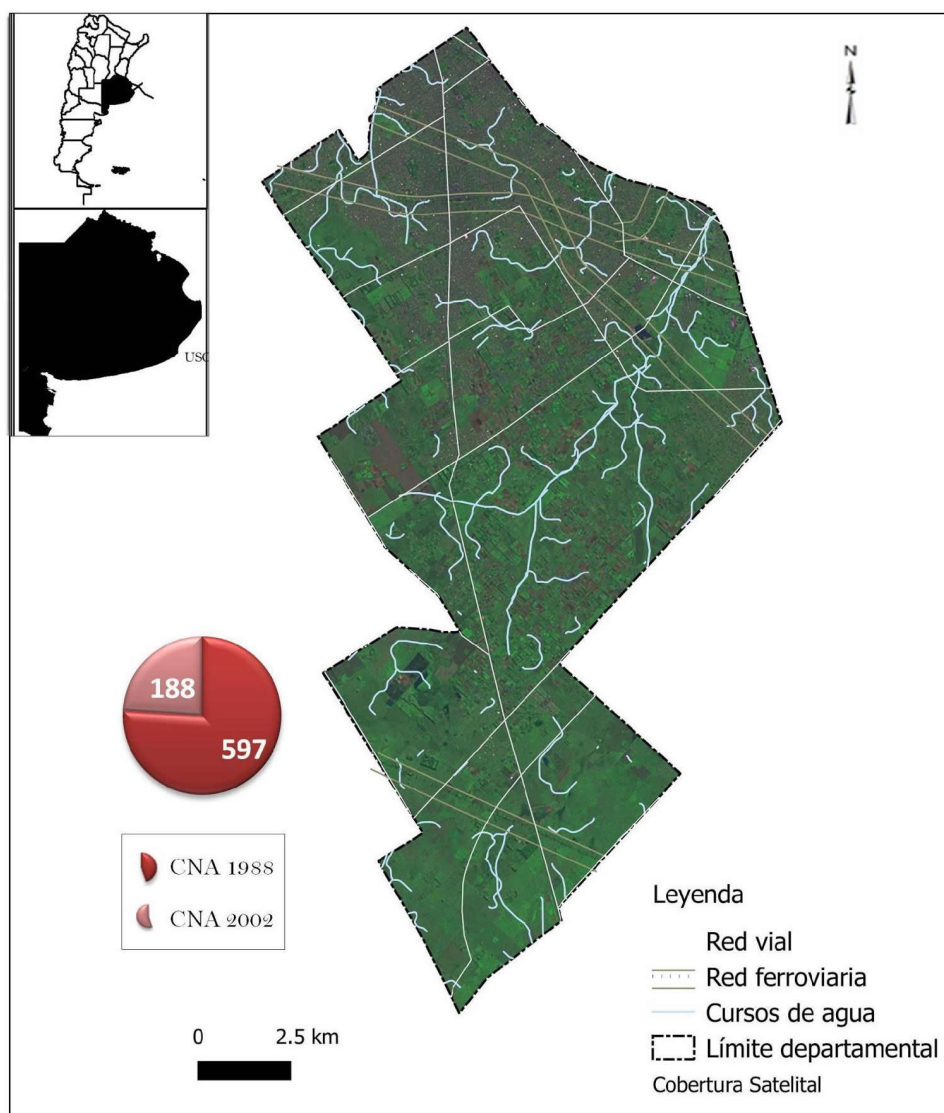 N
USO
188
597
CNA 1988
CNA 2002
0 2.5 km
Leyenda
Red vial
Red ferroviaria
Cursos de agua
Límite departamental
Cobertura Satelital